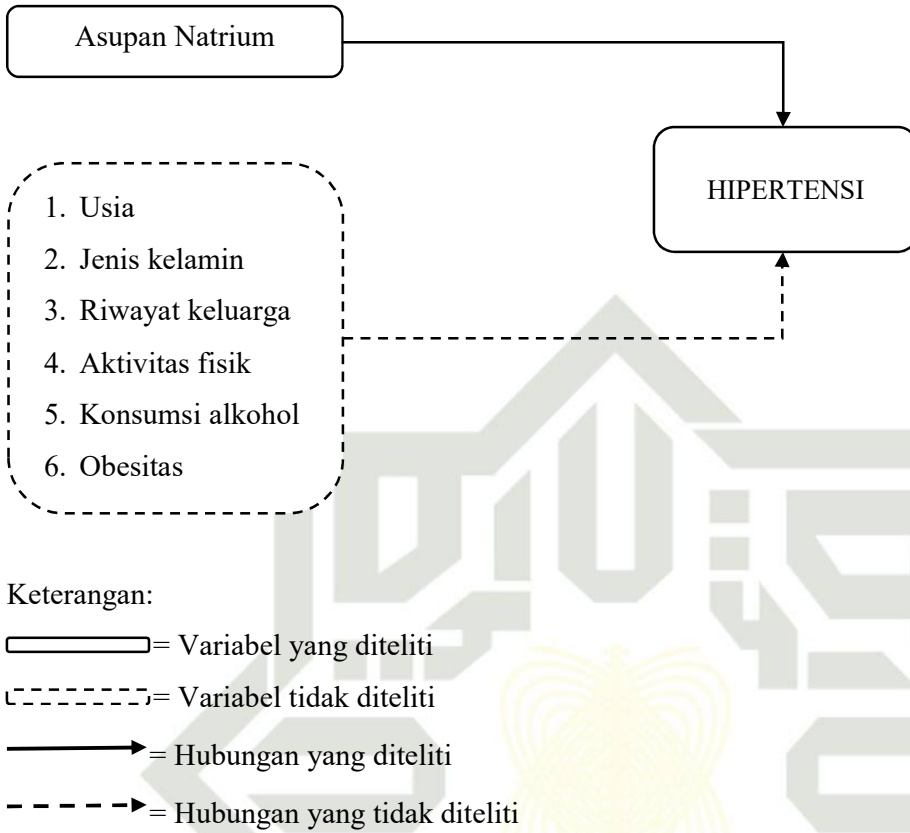 Asupan Natrium
HIPERTENSI
1. Usia
2. Jenis kelamin
3. Riwayat keluarga
4. Aktivitas fisik
5. Konsumsi alkohol
6. Obesitas
Keterangan:
= Variabel yang diteliti
= Variabel tidak diteliti
= Hubungan yang diteliti
= Hubungan yang tidak diteliti